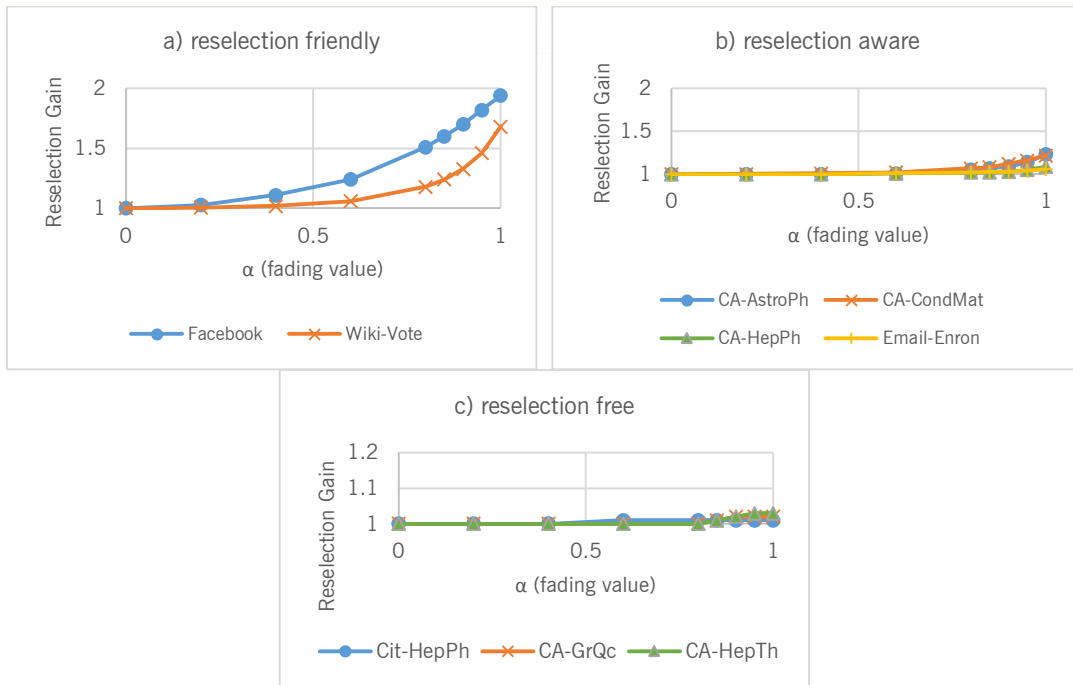 a) reselection friendly
Reselection Gain
2
1.5
1
0
0.5
1
α (fading value)
Facebook
Wiki-Vote
b) reselection aware
Reslection Gain
2
1.5
1
0
0.5
1
α (fading value)
CA-AstroPh
CA-CondMat
CA-HepPh
Email-Enron
c) reselection free
Reselection Gain
1.2
1.1
1
0
0.5
1
α (fading value)
Cit-HepPh
CA-GrQc
CA-HepTh